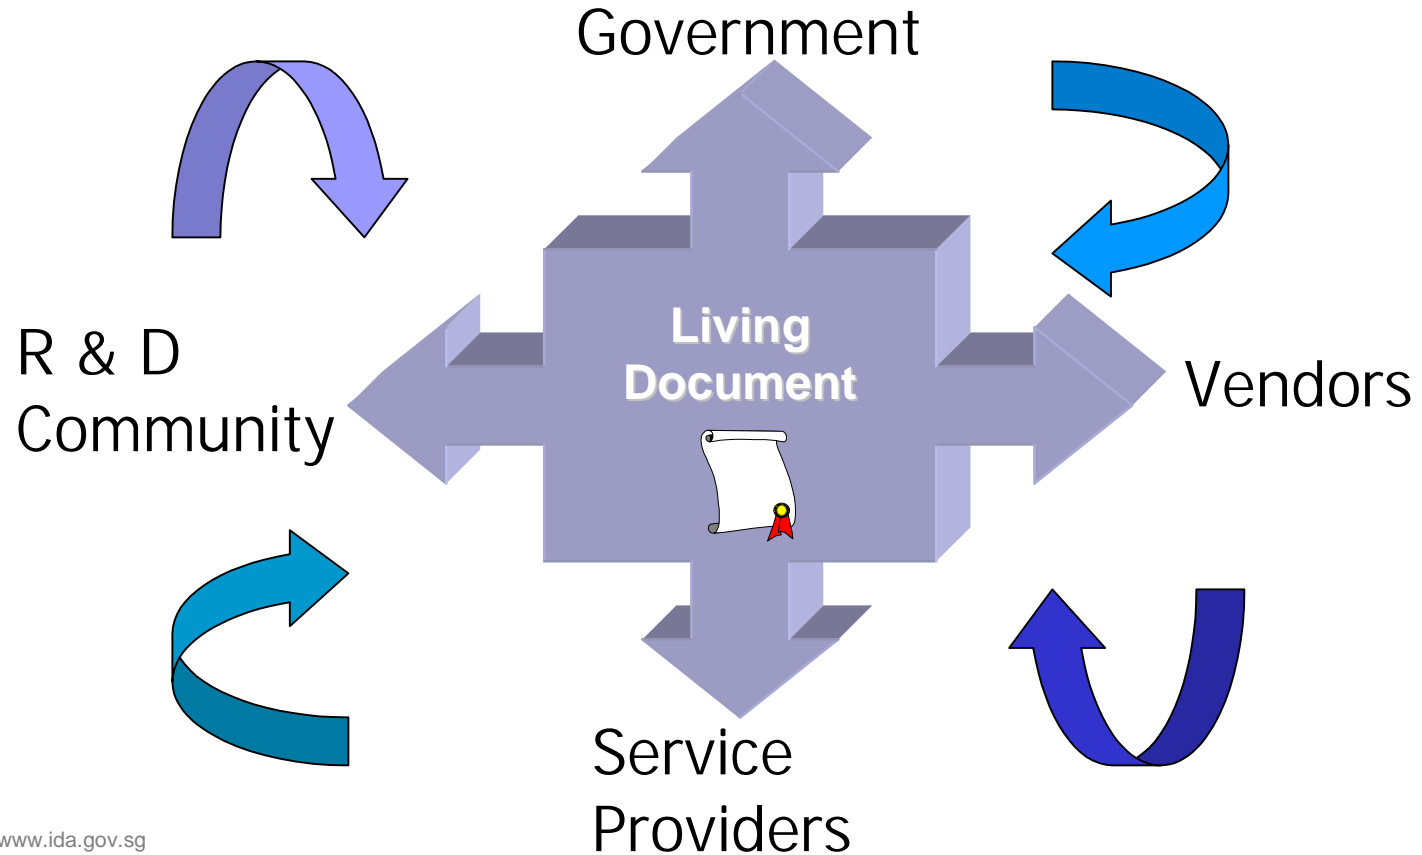 Government
Living
Document
R & D
Community
Vendors
Service
Providers
www.ida.gov.sg